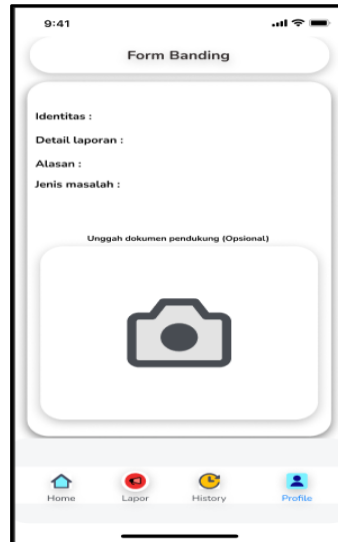 9:41
Form Banding
Identitas :
Detail laporan :
Alasan :
Jenis masalah :
Unggah dokumen pendukung (Opsional)
Home Lapor History Profile